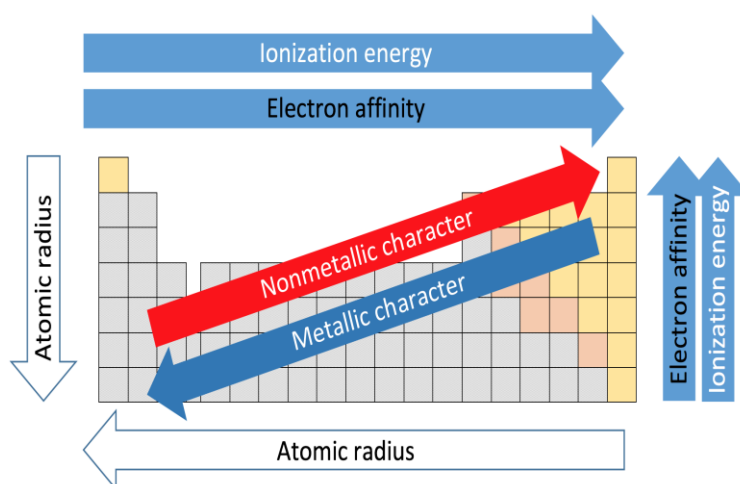 Ionization energy
Electron affinity
Atomic radius
Nonmetallic character
Metallic character
Electron affinity
Ionization energy
Atomic radius